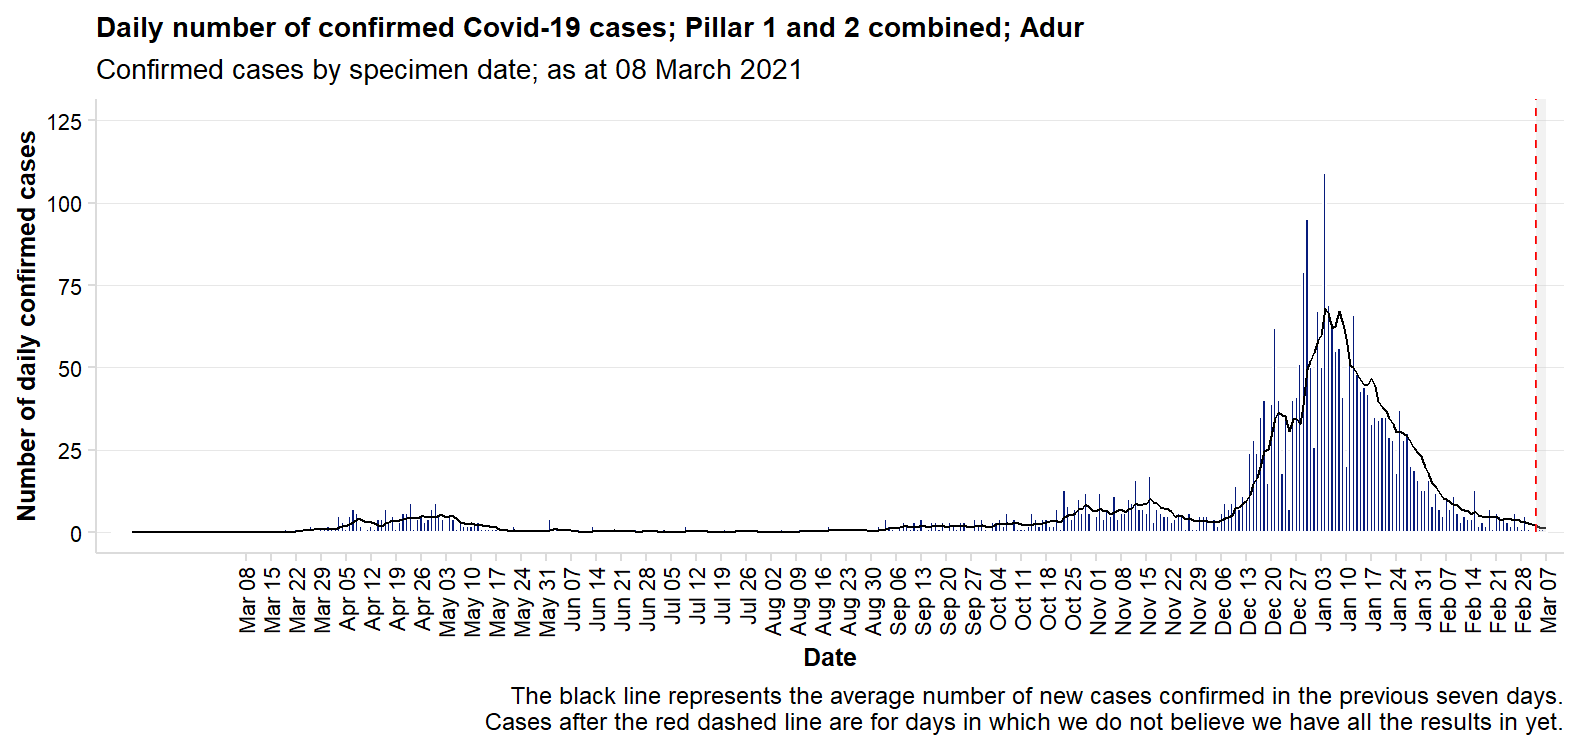 Daily number of confirmed Covid-19 cases; Pillar 1 and 2 combined; Adur
Confirmed cases by specimen date; as at 08 March 2021
Number of daily confirmed cases
125
100
75
50
25
0
Mar 08
Mar 15
Mar 22
Mar 29
Apr 05
Apr 12
Apr 19
Apr 26
May 03
May 10
May 17
May 24
May 31
Jun 07
Jun 14
Jun 21
Jun 28
Jul 05
Jul 12
Jul 19
Jul 26
Aug 02
Aug 09
Aug 16
Aug 23
Aug 30
Sep 06
Sep 13
Sep 20
Sep 27
Oct 04
Oct 11
Oct 18
Oct 25
Nov 01
Nov 08
Nov 15
Nov 22
Nov 29
Dec 06
Dec 13
Dec 20
Dec 27
Jan 03
Jan 10
Jan 17
Jan 24
Jan 31
Feb 07
Feb 14
Feb 21
Feb 28
Mar 07
Date
The black line represents the average number of new cases confirmed in the previous seven days.
Cases after the red dashed line are for days in which we do not believe we have all the results in yet.